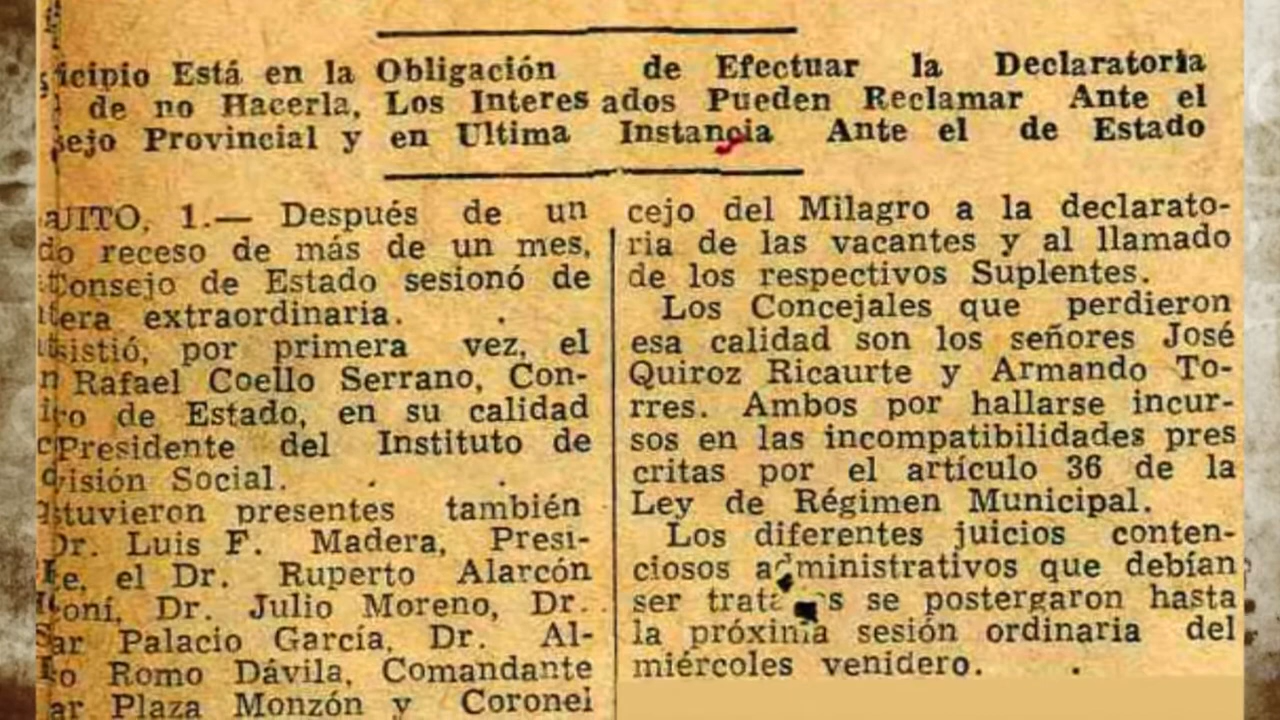 icipio Está en la Obligación de Efectuar la Declaratoria
de no Hacerla, Los Interes ados Pueden Reclamar Ante el
sejo Provincial y en Ultima Instancia Ante el de Estado
UITO, 1.— Después de un
do receso de más de un mes,
Consejo de Estado sesionó de
era extraordinaria.
sistió, por primera vez, el
Rafael Coello Serrano, Con-
ro de Estado, en su calidad
Presidente del Instituto de
visión Social.
stuvieron presentes también
Dr. Luis F. Madera, Presi-
te, el Dr. Ruperto Alarcón
coní, Dr. Julio Moreno, Dr.
ar Palacio García, Dr. Al-
o Romo Dávila, Comandante
ar Plaza Monzón y Coronel
cejo del Milagro a la declarato-
ria de las vacantes y al llamado
de los respectivos Suplentes.
Los Concejales que perdieron
esa calidad son los señores José
Quiroz Ricaurte y Armando To-
rres. Ambos por hallarse incur-
sos en las incompatibilidades pres
critas por el artículo 36 de la
Ley de Régimen Municipal.
Los diferentes juicios conten-
ciosos administrativos que debían
ser trata s se postergaron hasta
la próxima sesión ordinaria del
miércoles venidero.